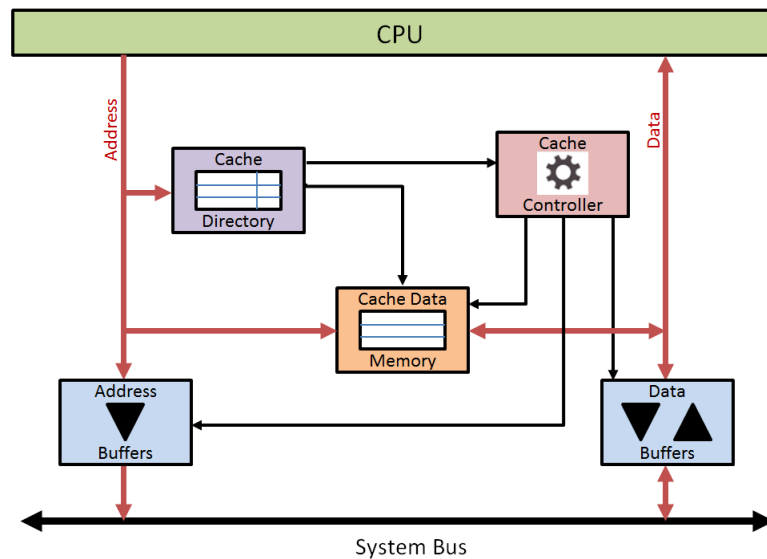 CPU
Address
Data
Cache
Directory
Cache
Controller
Cache Data
Memory
Address
Buffers
Data
Buffers
System Bus